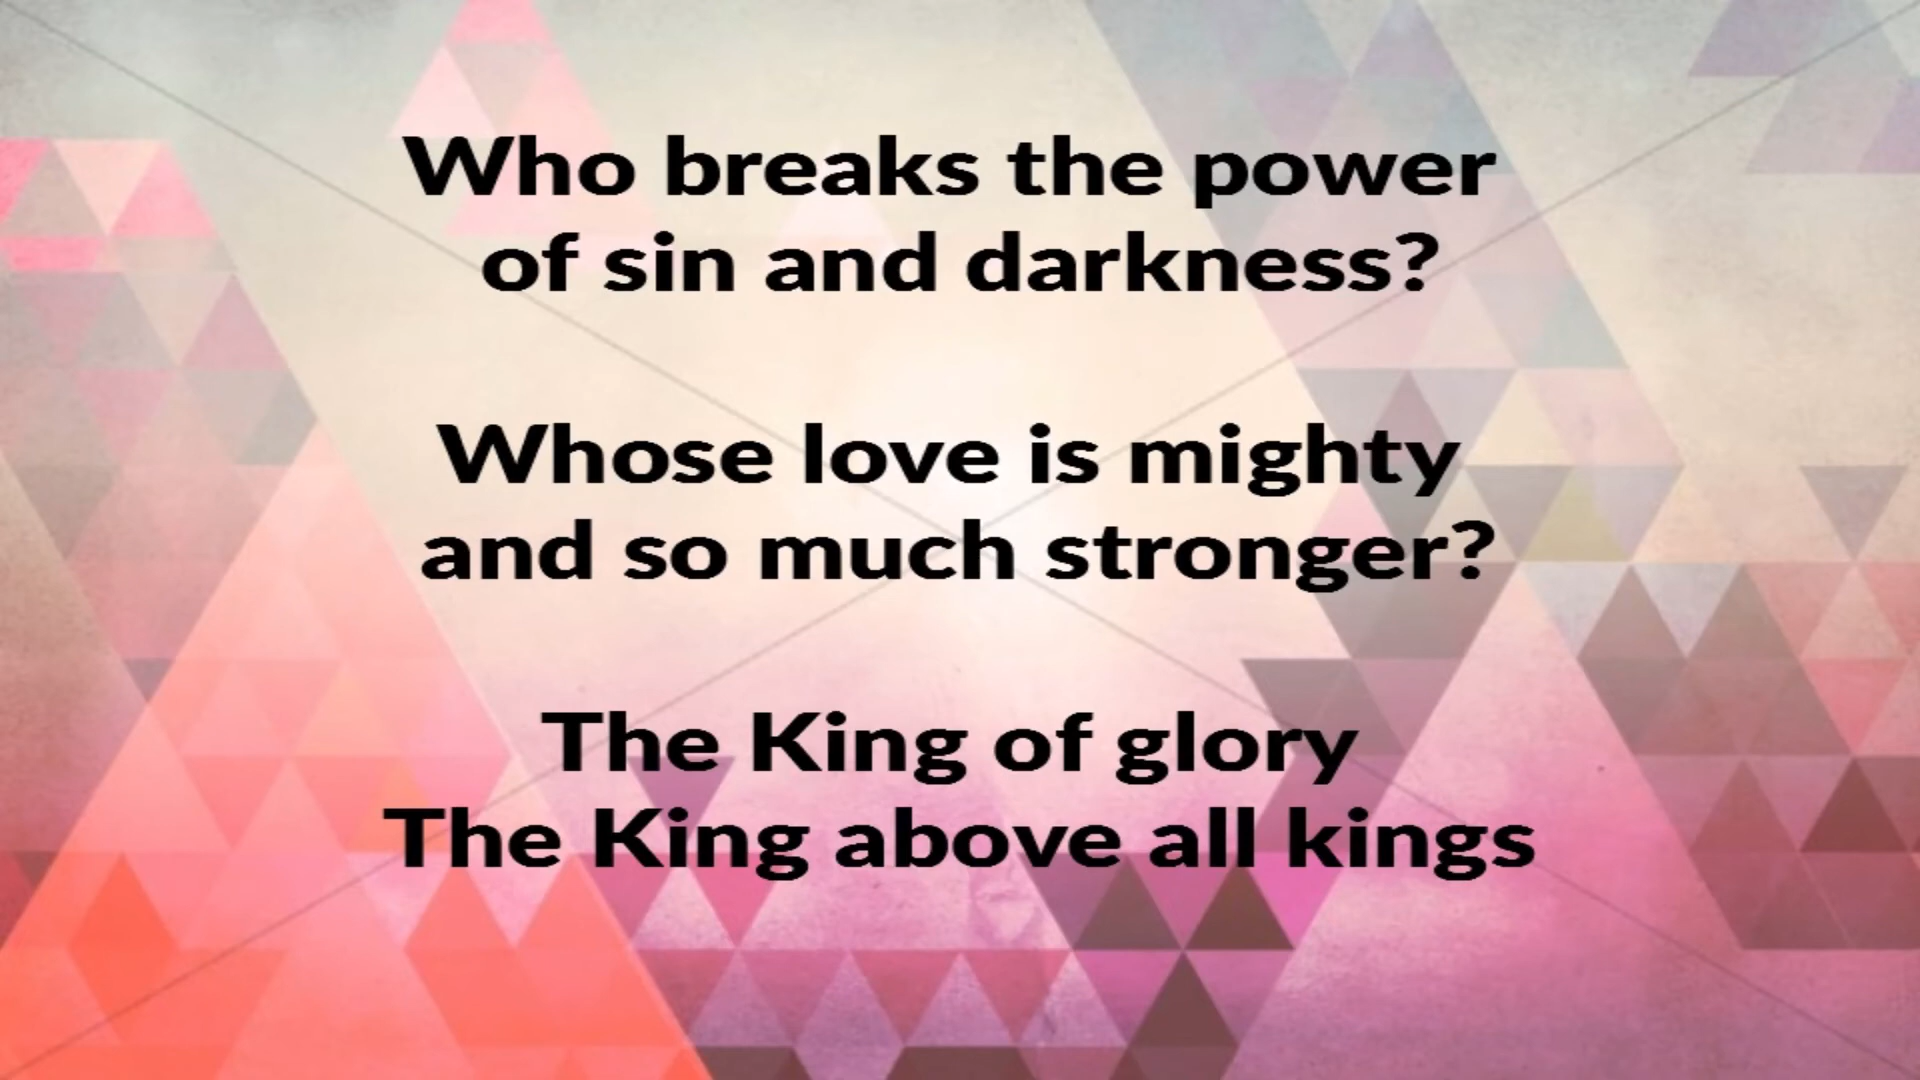 Who breaks the power
of sin and darkness?
Whose love is mighty
and so much stronger?
The King of glory
The King above all kings